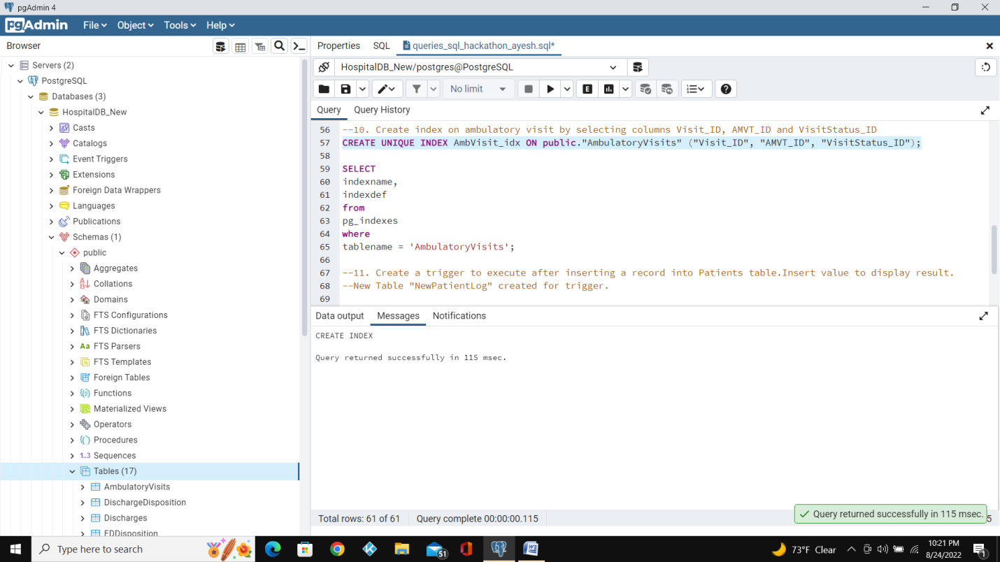 pgAdmin 4
pgAdmin
File Object Tools Help
Browser
Properties SQL queries_sql_hackathon_ayesh.sql*
Servers (2)
PostgreSQL
Databases (3)
HospitalDB_New
Casts
Catalogs
Event Triggers
Extensions
Foreign Data Wrappers
Languages
Publications
Schemas (1)
public
Aggregates
Collations
Domains
FTS Configurations
FTS Dictionaries
Aa FTS Parsers
FTS Templates
Foreign Tables
Functions
Materialized Views
Operators
Procedures
1..3 Sequences
Tables (17)
AmbulatoryVisits
DischargeDisposition
Discharges
EDDisposition
HospitalDB_New/postgres@PostgreSQL
No limit
E
Query Query History
56 --10. Create index on ambulatory visit by selecting columns Visit_ID, AMVT_ID and VisitStatus_ID
57 CREATE UNIQUE INDEX AmbVisit_idx ON public."AmbulatoryVisits" ("Visit_ID", "AMVT_ID", "VisitStatus_ID");
58
59 SELECT
60 indexname,
61 indexdef
62 from
63 pg_indexes
64 where
65 tablename = 'AmbulatoryVisits';
66
67 --11. Create a trigger to execute after inserting a record into Patients table.Insert value to display result.
68 --New Table "NewPatientLog" created for trigger.
69
Data output Messages Notifications
CREATE INDEX
Query returned successfully in 115 msec.
Total rows: 61 of 61 Query complete 00:00:00.115
Query returned successfully in 115 msec.
5
Type here to search
51
73°F Clear
10:21 PM
8/24/2022
1